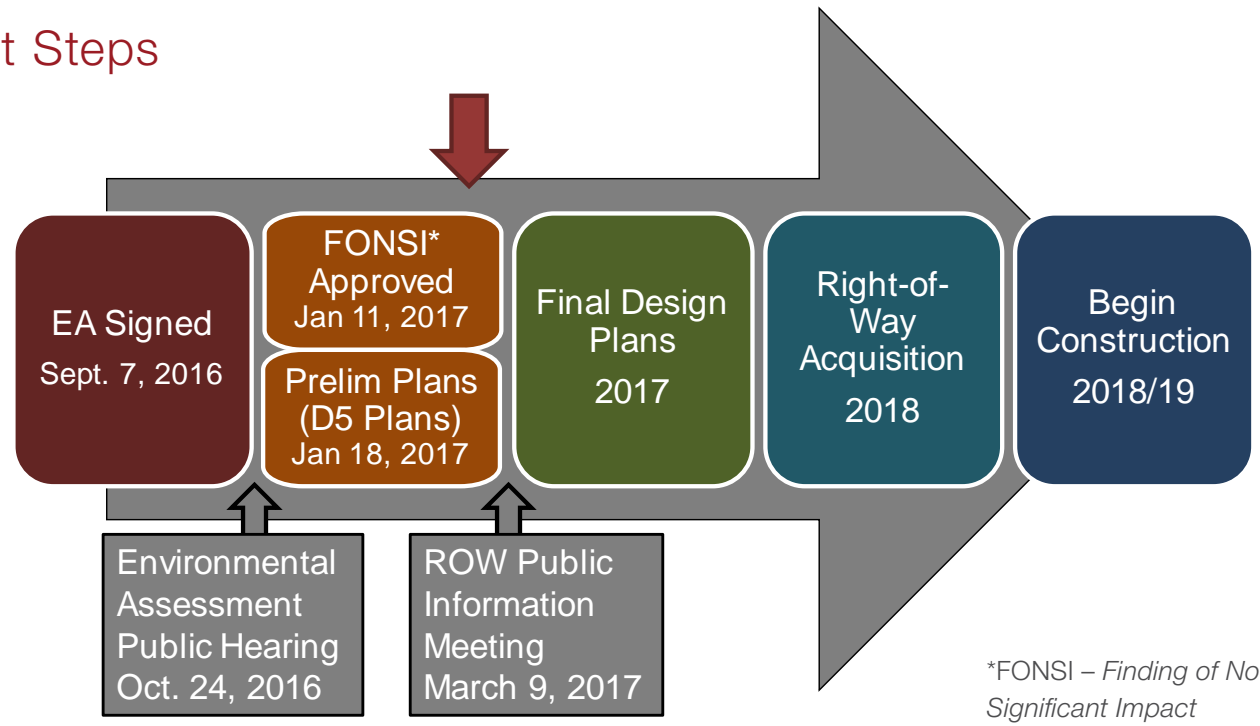 t Steps
EA Signed
Sept. 7, 2016
FONSI*
Approved
Jan 11, 2017
Prelim Plans
(D5 Plans)
Jan 18, 2017
Final Design
Plans
2017
Right-of-
Way
Acquisition
2018
Begin
Construction
2018/19
Environmental
Assessment
Public Hearing
Oct. 24, 2016
ROW Public
Information
Meeting
March 9, 2017
*FONSI – Finding of No
Significant Impact